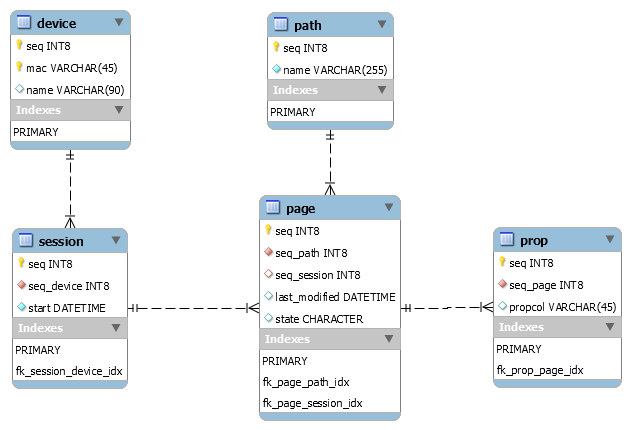 device
seq INT8
mac VARCHAR(45)
name VARCHAR(90)
Indexes
PRIMARY
path
seq INT8
name VARCHAR(255)
Indexes
PRIMARY
session
seq INT8
seq_device INT8
start DATETIME
Indexes
PRIMARY
fk_session_device_idx
page
seq INT8
seq_path INT8
seq_session INT8
last_modified DATETIME
state CHARACTER
Indexes
PRIMARY
fk_page_path_idx
fk_page_session_idx
prop
seq INT8
seq_page INT8
propcol VARCHAR(45)
Indexes
PRIMARY
fk_prop_page_idx